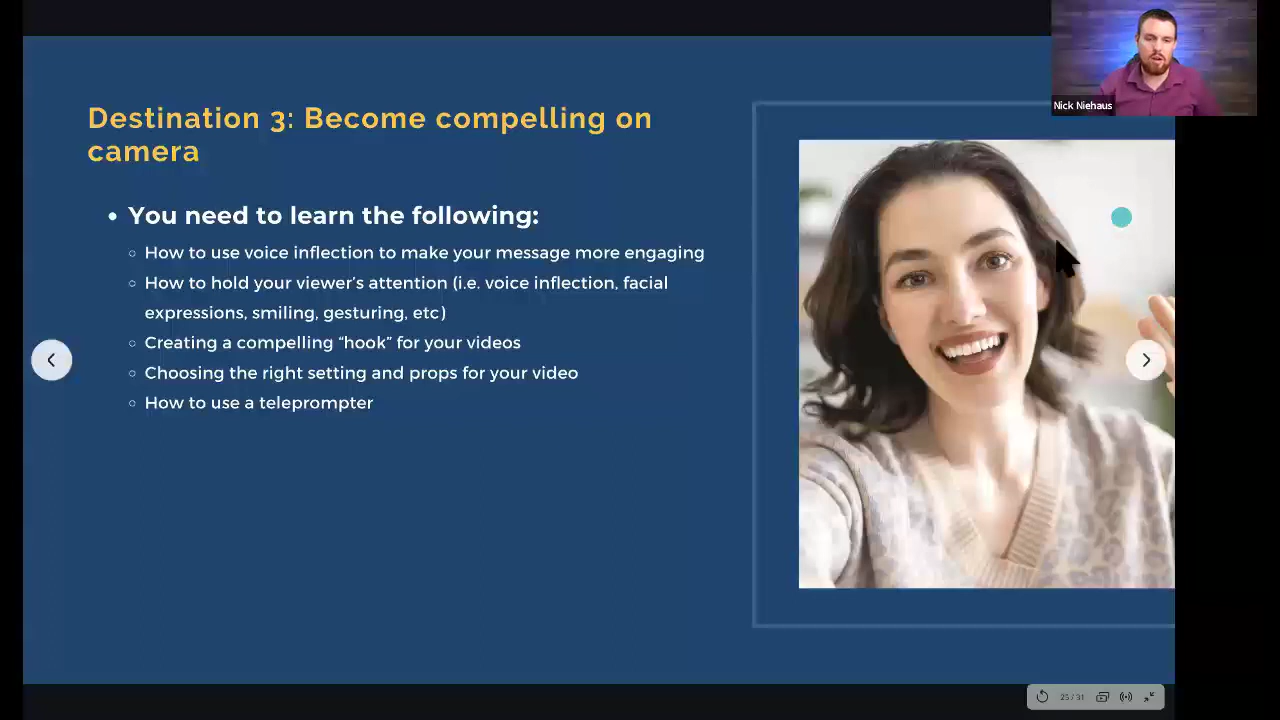 Nick Niehaus
Destination 3: Become compelling on
camera
• You need to learn the following:
◦ How to use voice inflection to make your message more engaging
◦ How to hold your viewer's attention (i.e. voice inflection, facial
expressions, smiling, gesturing, etc)
◦ Creating a compelling “hook” for your videos
◦ Choosing the right setting and props for your video
◦ How to use a teleprompter
25 / 31